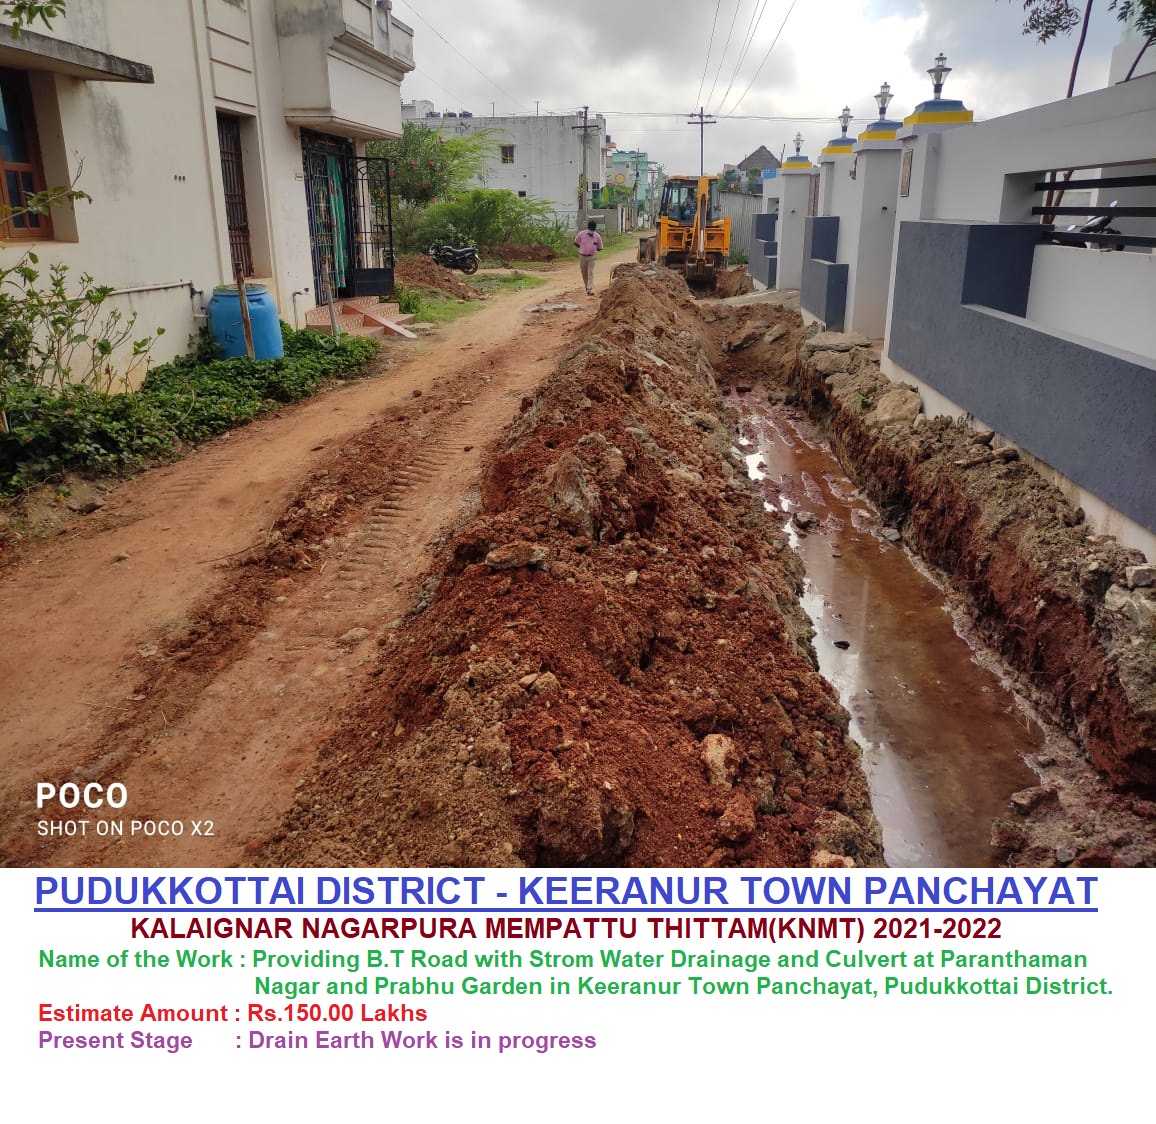 POCO
SHOT ON POCO X2
PUDUKKOTTAI DISTRICT - KEERANUR TOWN PANCHAYAT
KALAIGNAR NAGARPURA MEMPATTU THITTAM(KNMT) 2021-2022
Name of the Work : Providing B.T Road with Strom Water Drainage and Culvert at Paranthaman
Nagar and Prabhu Garden in Keeranur Town Panchayat, Pudukkottai District.
Estimate Amount : Rs.150.00 Lakhs
Present Stage : Drain Earth Work is in progress